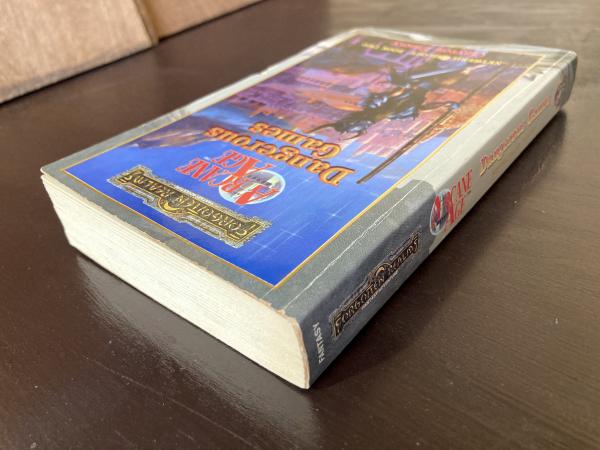 FORGOTTEN REALMS
ARCANE
AGE
Dangerous
Games
FANTASY
FORGOTTEN REALMS
ARCANE
AGE
Dangerous Games